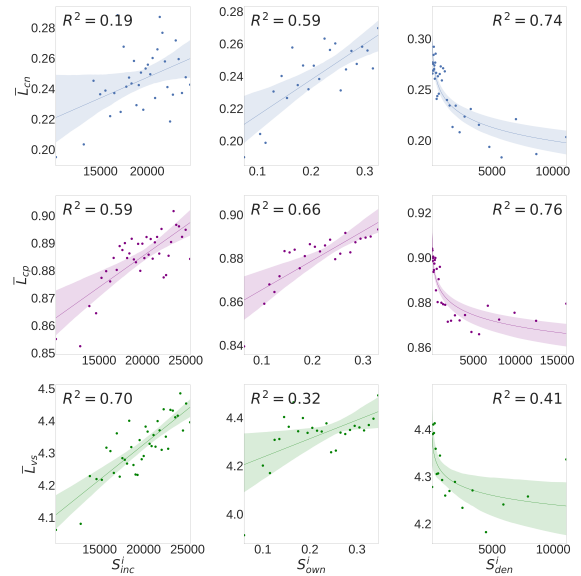 R² = 0.19
R² = 0.59
R² = 0.74
L̅cn
0.28
0.26
0.24
0.22
0.20
15000 20000
0.28
0.26
0.24
0.22
0.20
0.1 0.2 0.3
0.30
0.25
0.20
5000 10000
R² = 0.59
R² = 0.66
R² = 0.76
L̅cp
0.90
0.89
0.88
0.87
0.86
0.85
15000 20000 25000
0.90
0.88
0.86
0.84
0.1 0.2 0.3
0.92
0.90
0.88
0.86
5000 10000 15000
R² = 0.70
R² = 0.32
R² = 0.41
L̅vs
4.5
4.4
4.3
4.2
4.1
15000 20000 25000
4.4
4.2
4.0
0.1 0.2 0.3
4.4
4.3
4.2
5000 10000
Sⁱinc
Sⁱown
Sⁱden